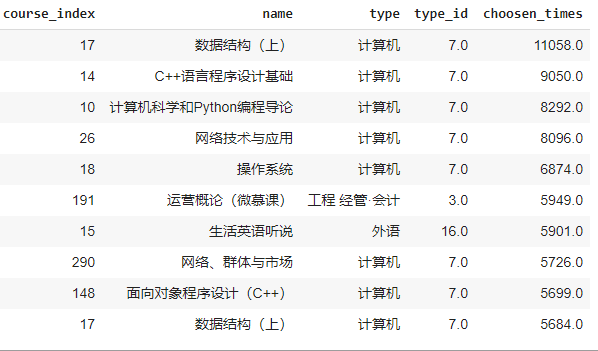 course_index name type type_id choosen_times
17 数据结构（上） 计算机 7.0 11058.0
14 C++语言程序设计基础 计算机 7.0 9050.0
10 计算机科学和Python编程导论 计算机 7.0 8292.0
26 网络技术与应用 计算机 7.0 8096.0
18 操作系统 计算机 7.0 6874.0
191 运营概论（微慕课） 工程 经管·会计 3.0 5949.0
15 生活英语听说 外语 16.0 5901.0
290 网络、群体与市场 计算机 7.0 5726.0
148 面向对象程序设计（C++） 计算机 7.0 5699.0
17 数据结构（上） 计算机 7.0 5684.0